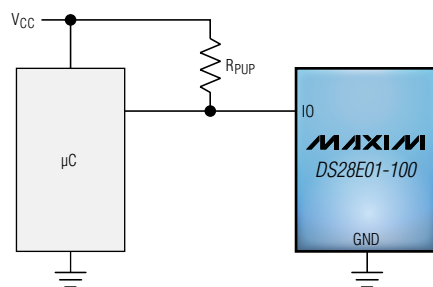 VCC
RPUP
IO
µC
MAXIM
DS28E01-100
GND